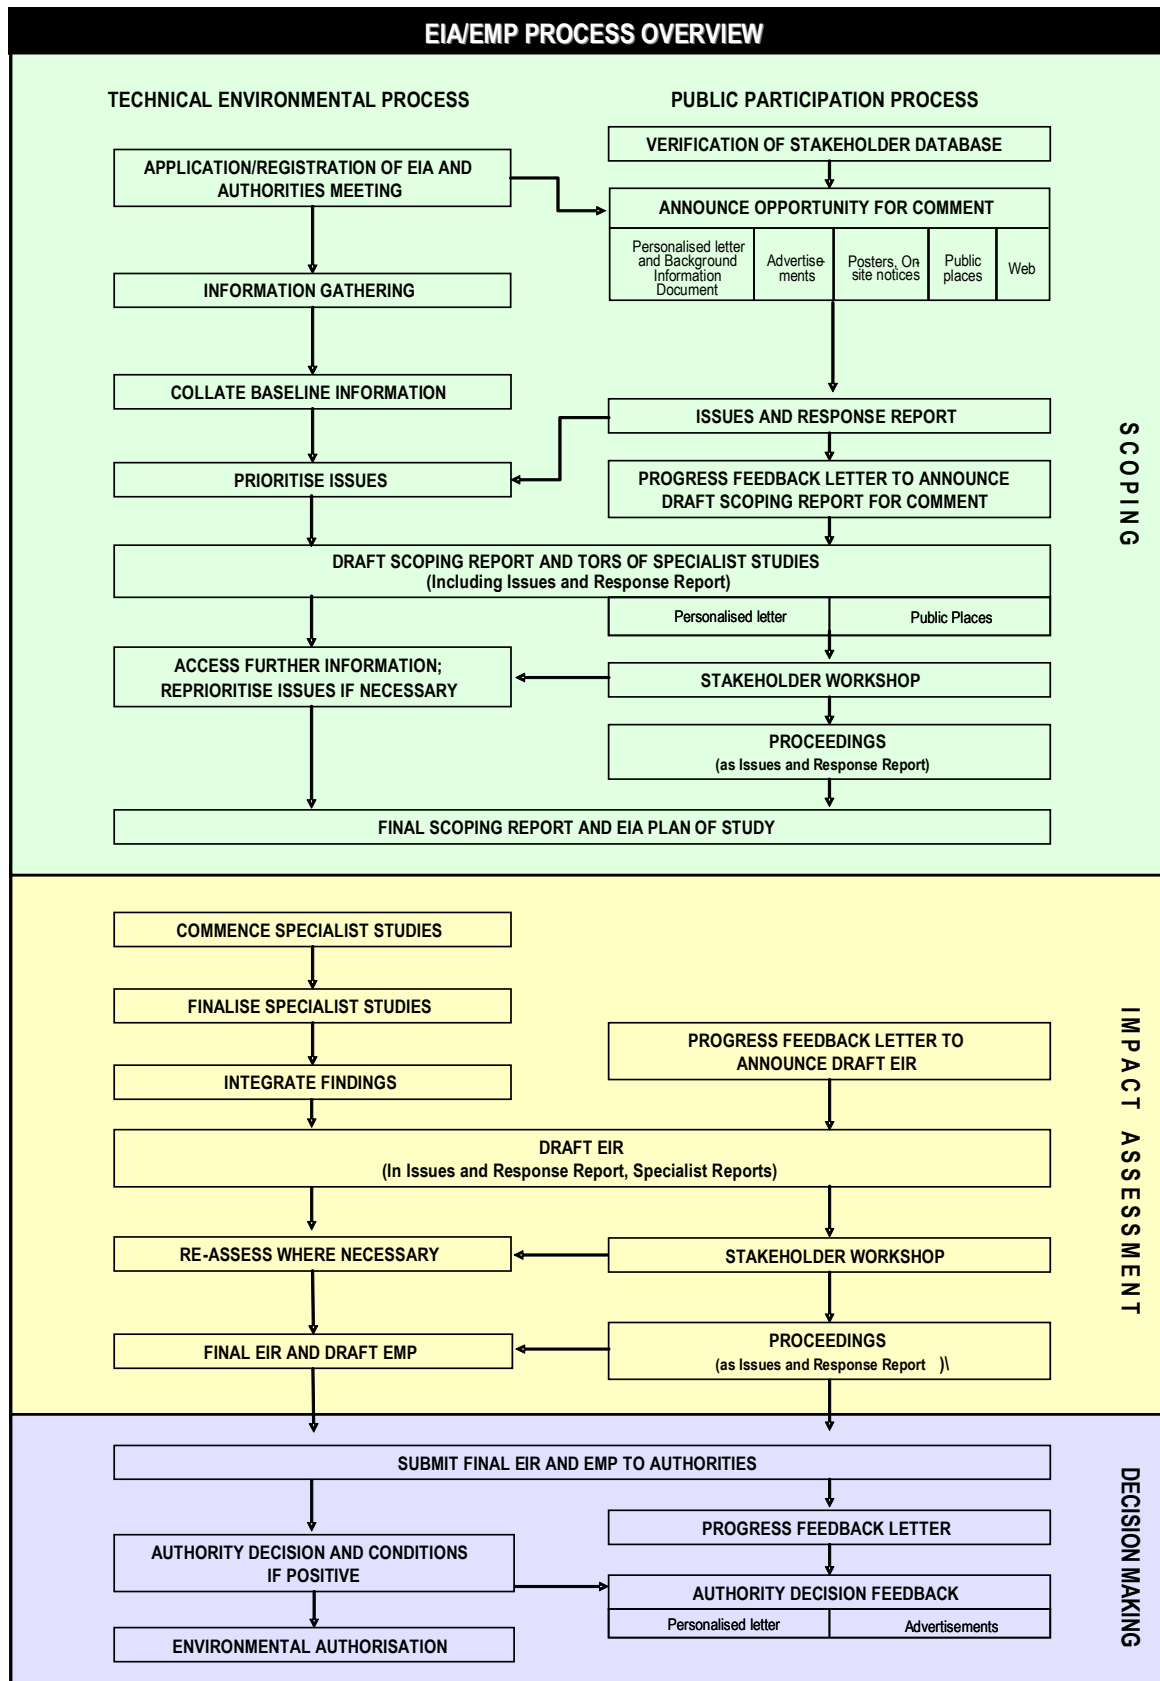 EIA/EMP PROCESS OVERVIEW
TECHNICAL ENVIRONMENTAL PROCESS
PUBLIC PARTICIPATION PROCESS
VERIFICATION OF STAKEHOLDER DATABASE
APPLICATION/REGISTRATION OF EIA AND
AUTHORITIES MEETING
ANNOUNCE OPPORTUNITY FOR COMMENT
Personalised letter
and Background
Information
Document
Advertise-
ments
Posters, On-
site notices
Public
places
Web
INFORMATION GATHERING
COLLATE BASELINE INFORMATION
ISSUES AND RESPONSE REPORT
PRIORITISE ISSUES
PROGRESS FEEDBACK LETTER TO ANNOUNCE
DRAFT SCOPING REPORT FOR COMMENT
SCOPING
DRAFT SCOPING REPORT AND TORS OF SPECIALIST STUDIES
(Including Issues and Response Report)
Personalised letter
Public Places
ACCESS FURTHER INFORMATION;
REPRIORITISE ISSUES IF NECESSARY
STAKEHOLDER WORKSHOP
PROCEEDINGS
(as Issues and Response Report)
FINAL SCOPING REPORT AND EIA PLAN OF STUDY
COMMENCE SPECIALIST STUDIES
FINALISE SPECIALIST STUDIES
PROGRESS FEEDBACK LETTER TO
ANNOUNCE DRAFT EIR
INTEGRATE FINDINGS
IMPACT ASSESSMENT
DRAFT EIR
(In Issues and Response Report, Specialist Reports)
RE-ASSESS WHERE NECESSARY
STAKEHOLDER WORKSHOP
FINAL EIR AND DRAFT EMP
PROCEEDINGS
(as Issues and Response Report )\
SUBMIT FINAL EIR AND EMP TO AUTHORITIES
PROGRESS FEEDBACK LETTER
DECISION MAKING
AUTHORITY DECISION AND CONDITIONS
IF POSITIVE
AUTHORITY DECISION FEEDBACK
Personalised letter
Advertisements
ENVIRONMENTAL AUTHORISATION